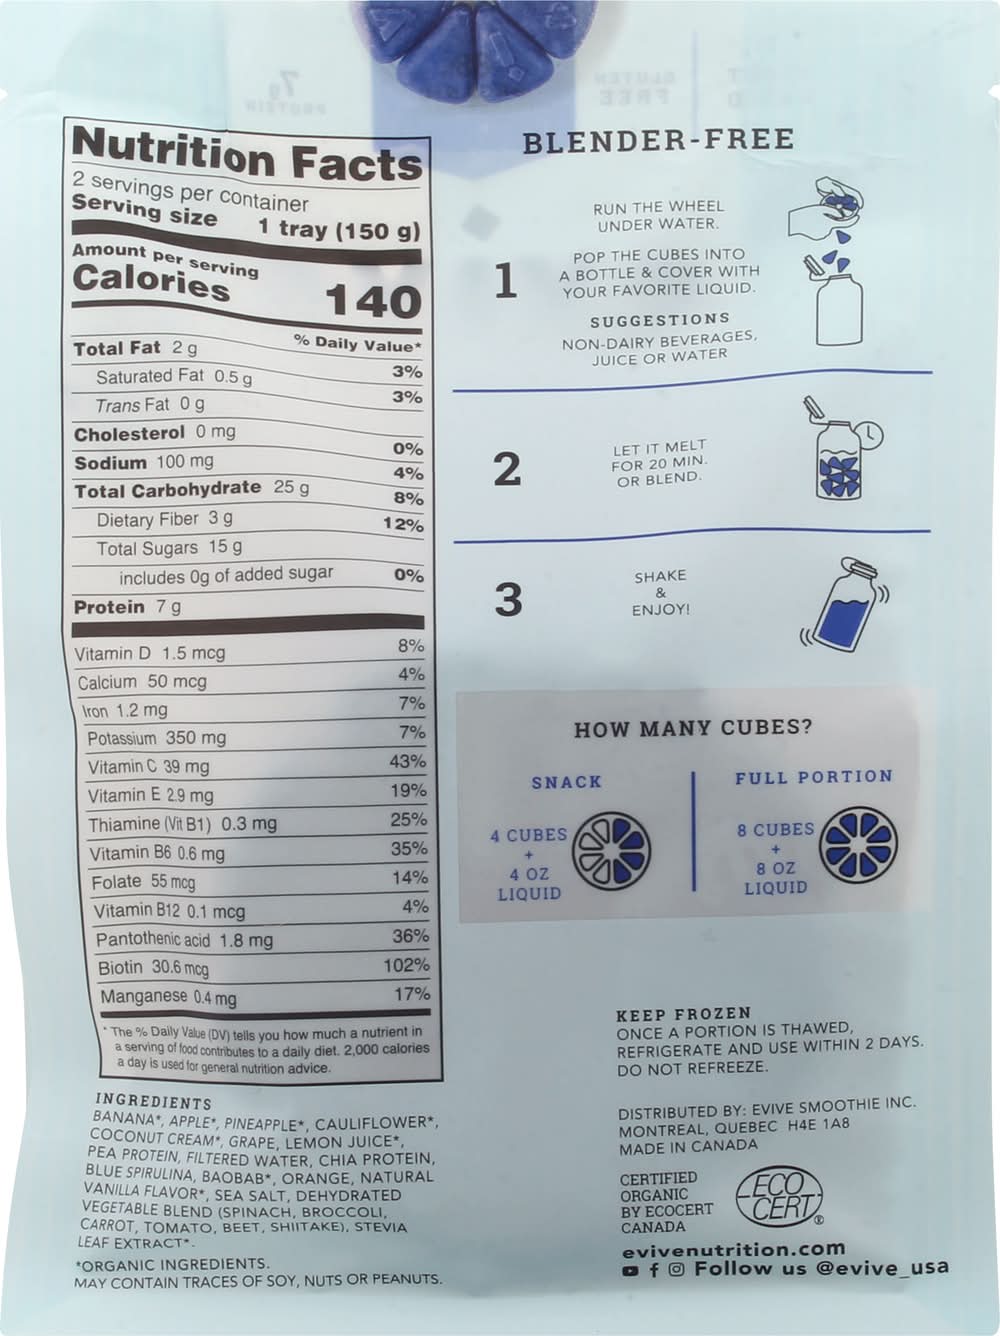 7g
PROTEIN
GLUTEN
FREE
Nutrition Facts
2 servings per container
Serving size 1 tray (150 g)
Amount per serving
Calories 140
% Daily Value*
Total Fat 2 g 3%
Saturated Fat 0.5 g 3%
Trans Fat 0 g
Cholesterol 0 mg 0%
Sodium 100 mg 4%
Total Carbohydrate 25 g 8%
Dietary Fiber 3 g 12%
Total Sugars 15 g
includes 0g of added sugar 0%
Protein 7 g
Vitamin D 1.5 mcg 8%
Calcium 50 mcg 4%
Iron 1.2 mg 7%
Potassium 350 mg 7%
Vitamin C 39 mg 43%
Vitamin E 2.9 mg 19%
Thiamine (Vit B1) 0.3 mg 25%
Vitamin B6 0.6 mg 35%
Folate 55 mcg 14%
Vitamin B12 0.1 mcg 4%
Pantothenic acid 1.8 mg 36%
Biotin 30.6 mcg 102%
Manganese 0.4 mg 17%
* The % Daily Value (DV) tells you how much a nutrient in
a serving of food contributes to a daily diet. 2,000 calories
a day is used for general nutrition advice.
INGREDIENTS
BANANA*, APPLE*, PINEAPPLE*, CAULIFLOWER*,
COCONUT CREAM*, GRAPE, LEMON JUICE*,
PEA PROTEIN, FILTERED WATER, CHIA PROTEIN,
BLUE SPIRULINA, BAOBAB*, ORANGE, NATURAL
VANILLA FLAVOR*, SEA SALT, DEHYDRATED
VEGETABLE BLEND (SPINACH, BROCCOLI,
CARROT, TOMATO, BEET, SHIITAKE), STEVIA
LEAF EXTRACT*.
*ORGANIC INGREDIENTS.
MAY CONTAIN TRACES OF SOY, NUTS OR PEANUTS.
BLENDER-FREE
1
RUN THE WHEEL
UNDER WATER.
POP THE CUBES INTO
A BOTTLE & COVER WITH
YOUR FAVORITE LIQUID.
SUGGESTIONS
NON-DAIRY BEVERAGES,
JUICE OR WATER
2
LET IT MELT
FOR 20 MIN.
OR BLEND.
3
SHAKE
&
ENJOY!
HOW MANY CUBES?
SNACK
4 CUBES
+
4 OZ
LIQUID
FULL PORTION
8 CUBES
+
8 OZ
LIQUID
KEEP FROZEN
ONCE A PORTION IS THAWED,
REFRIGERATE AND USE WITHIN 2 DAYS.
DO NOT REFREEZE.
DISTRIBUTED BY: EVIVE SMOOTHIE INC.
MONTREAL, QUEBEC H4E 1A8
MADE IN CANADA
CERTIFIED
ORGANIC
BY ECOCERT
CANADA
ECO
CERT®
evivenutrition.com
Follow us @evive_usa